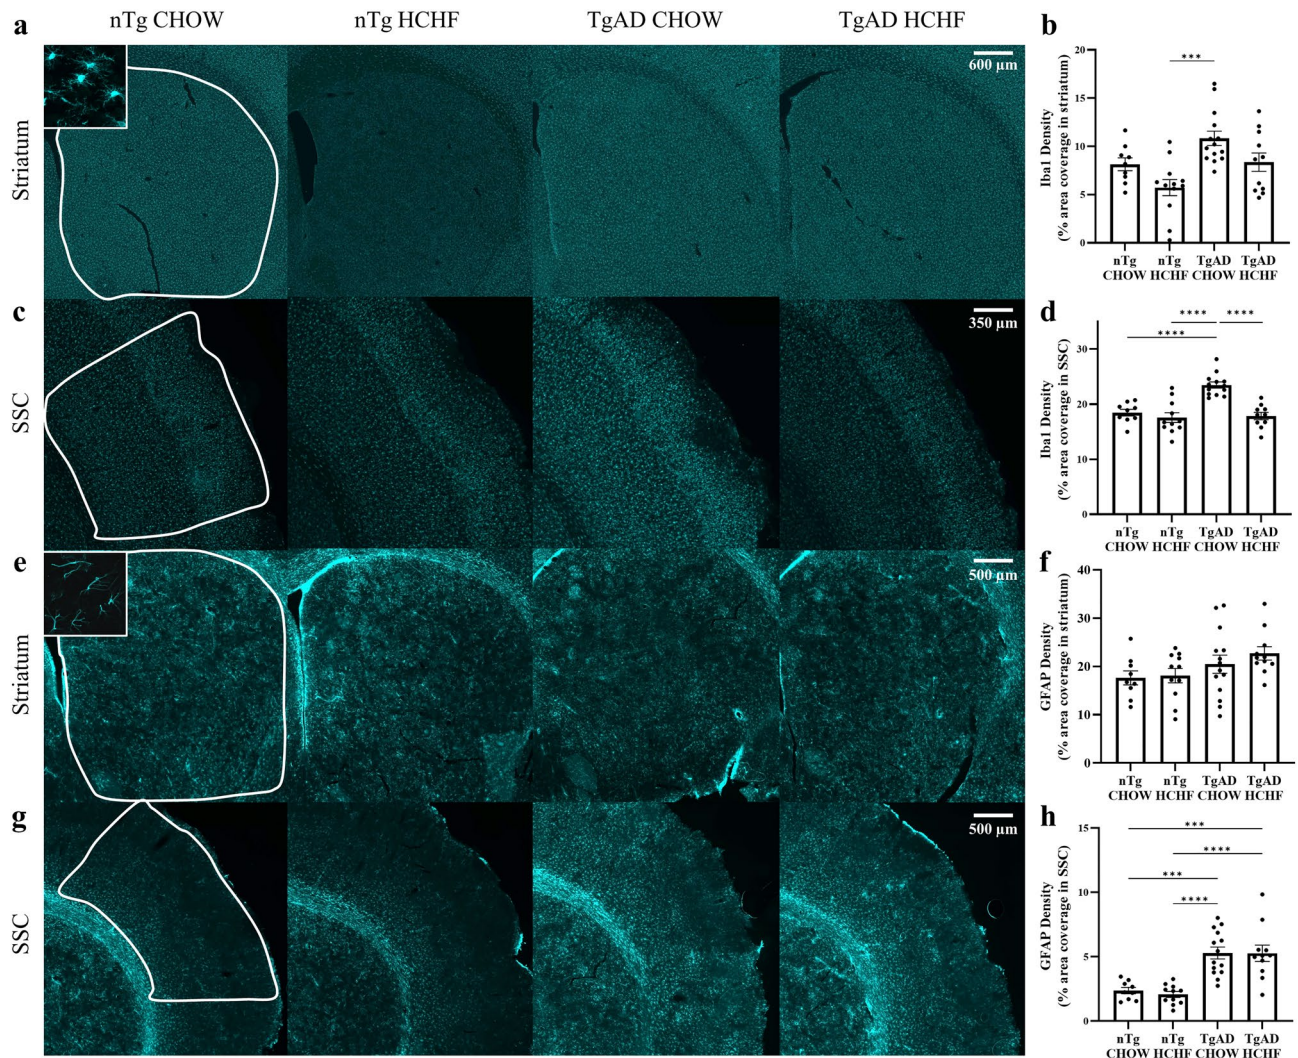 nTg CHOW nTg HCHF TgAD CHOW TgAD HCHF
a
Striatum
600 µm
b
Iba1 Density
(% area coverage in striatum)
20
15
10
5
0
***
nTg CHOW
nTg HCHF
TgAD CHOW
TgAD HCHF
c
SSC
350 µm
d
Iba1 Density
(% area coverage in SSC)
30
20
10
0
**** ****
****
nTg CHOW
nTg HCHF
TgAD CHOW
TgAD HCHF
e
Striatum
500 µm
f
GFAP Density
(% area coverage in striatum)
40
30
20
10
0
nTg CHOW
nTg HCHF
TgAD CHOW
TgAD HCHF
g
SSC
500 µm
h
GFAP Density
(% area coverage in SSC)
15
10
5
0
***
****
***
****
nTg CHOW
nTg HCHF
TgAD CHOW
TgAD HCHF